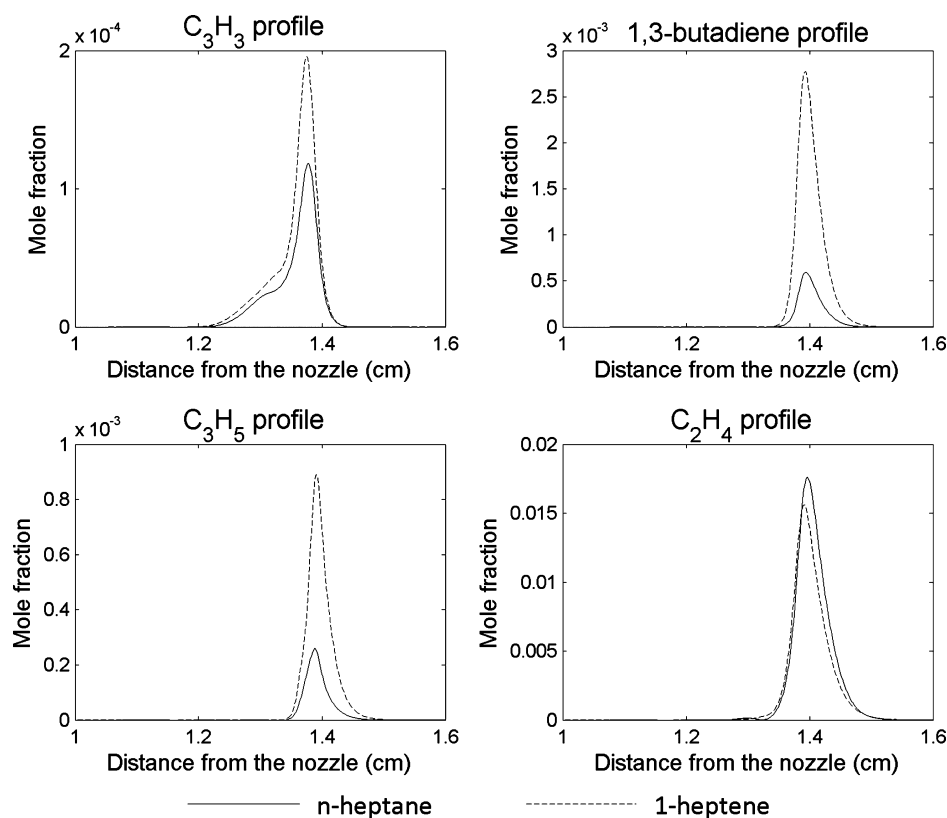 C3H3 profile
x 10^-4
2
1
0
Mole fraction
1 1.2 1.4 1.6
Distance from the nozzle (cm)
1,3-butadiene profile
x 10^-3
3
2.5
2
1.5
1
0.5
0
Mole fraction
1 1.2 1.4 1.6
Distance from the nozzle (cm)
C3H5 profile
x 10^-3
1
0.8
0.6
0.4
0.2
0
Mole fraction
1 1.2 1.4 1.6
Distance from the nozzle (cm)
C2H4 profile
0.02
0.015
0.01
0.005
0
Mole fraction
1 1.2 1.4 1.6
Distance from the nozzle (cm)
n-heptane 1-heptene